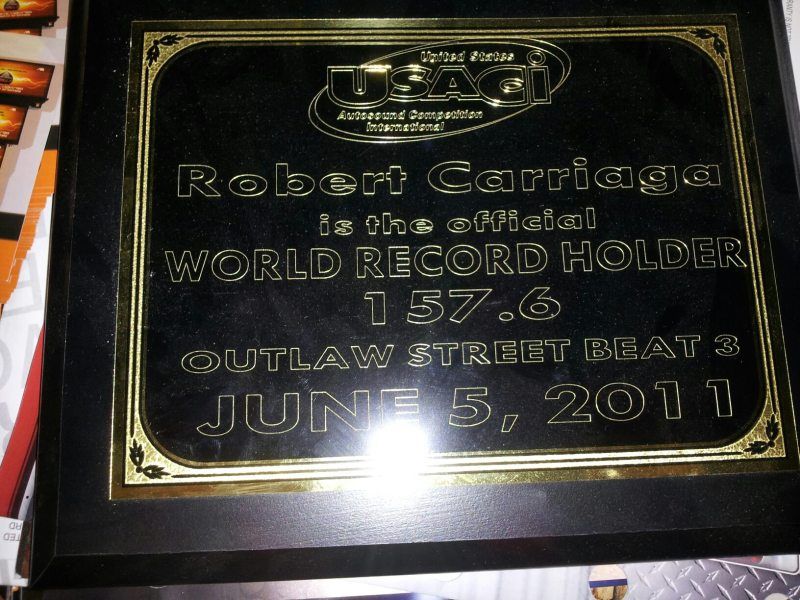 United States
USACi
Autosound Competition
International
Robert Carriaga
is the official
WORLD RECORD HOLDER
157.6
OUTLAW STREET BEAT 3
JUNE 5, 2011